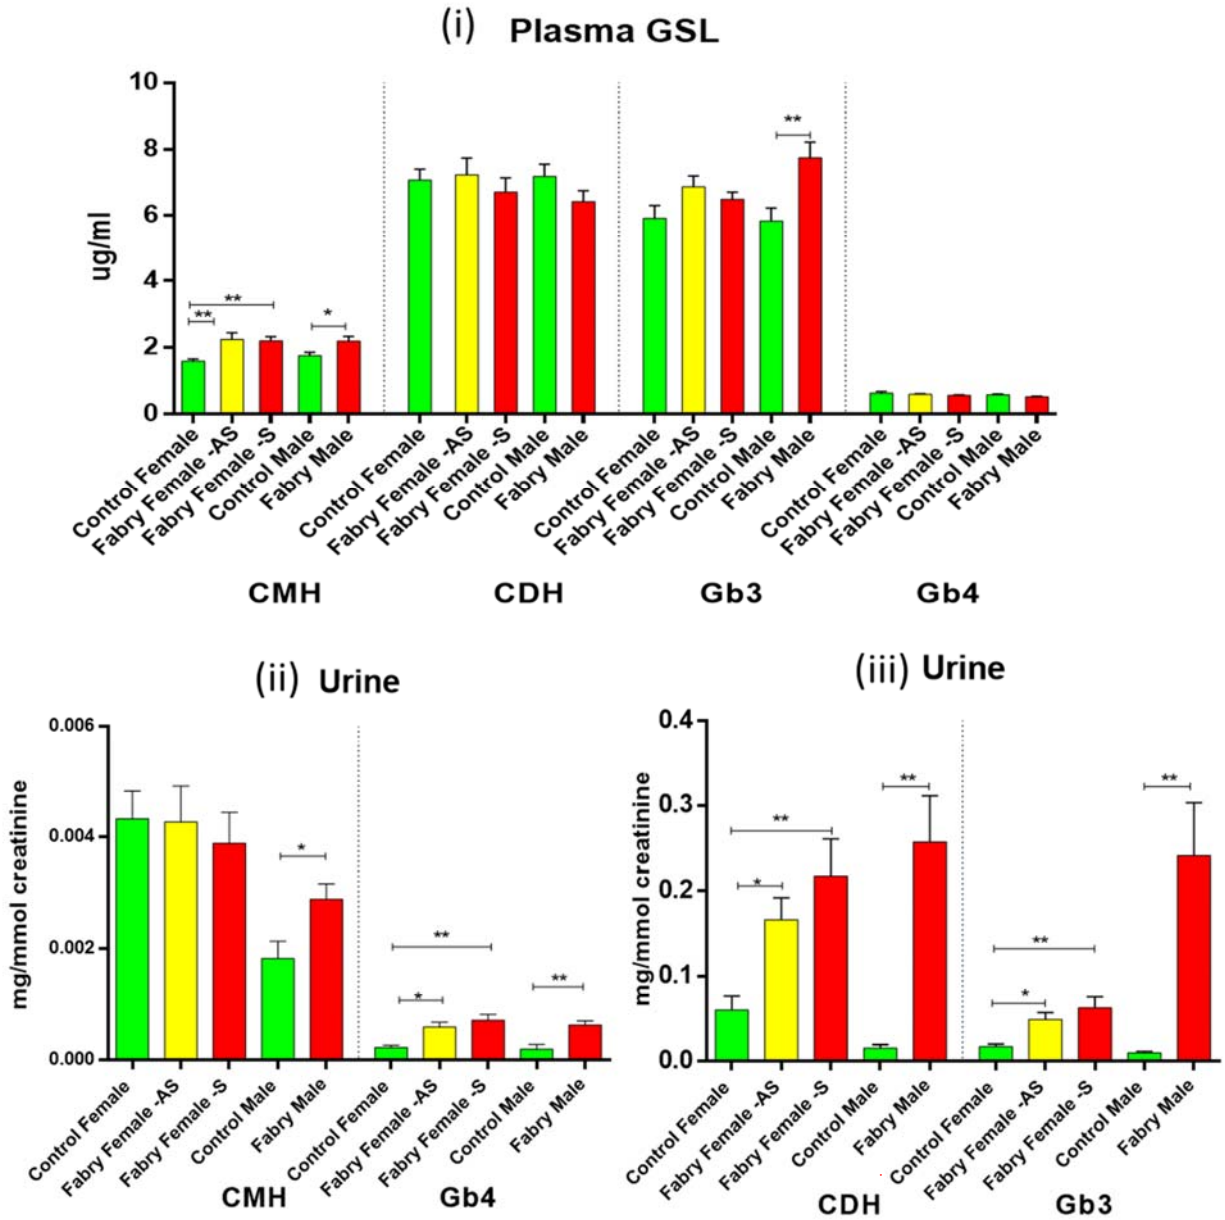 (i) Plasma GSL
10
8
6
4
2
0
ug/ml
**
**
*
**
Control Female
Fabry Female -AS
Fabry Female -S
Control Male
Fabry Male
Control Female
Fabry Female -AS
Fabry Female -S
Control Male
Fabry Male
Control Female
Fabry Female -AS
Fabry Female -S
Control Male
Fabry Male
Control Female
Fabry Female -AS
Fabry Female -S
Control Male
Fabry Male
CMH CDH Gb3 Gb4
(ii) Urine
0.006
0.004
0.002
0.000
mg/mmol creatinine
*
**
*
**
Control Female
Fabry Female -AS
Fabry Female -S
Control Male
Fabry Male
Control Female
Fabry Female -AS
Fabry Female -S
Control Male
Fabry Male
CMH Gb4
(iii) Urine
0.4
0.3
0.2
0.1
0.0
mg/mmol creatinine
**
*
**
**
*
**
Control Female
Fabry Female -AS
Fabry Female -S
Control Male
Fabry Male
Control Female
Fabry Female -AS
Fabry Female -S
Control Male
Fabry Male
CDH Gb3